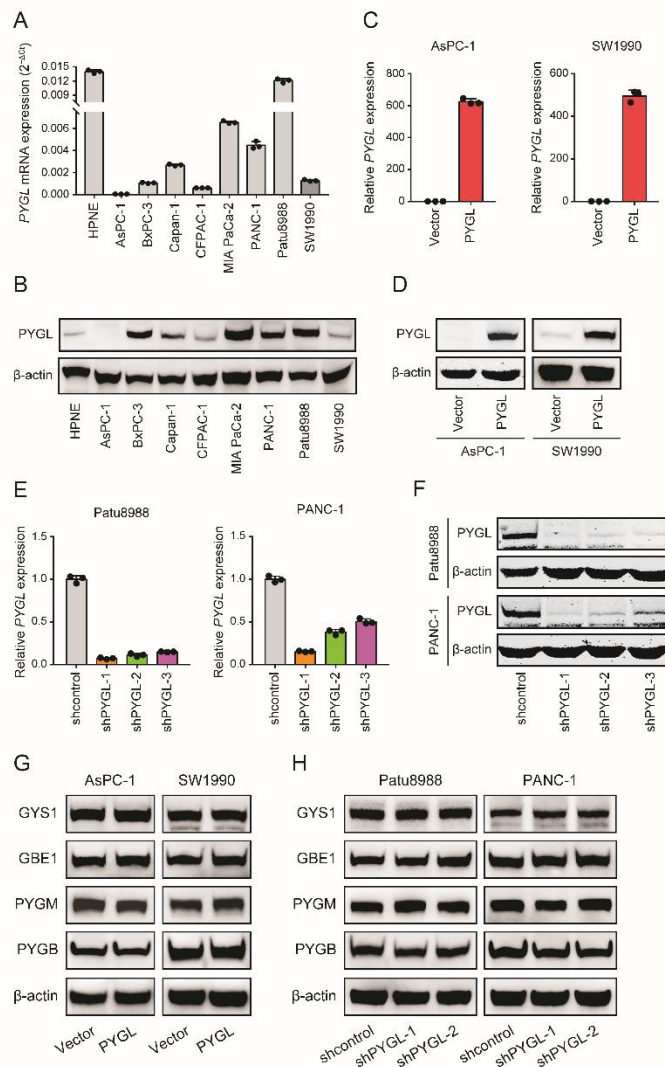 A
PYGL mRNA expression (2⁻ΔCt)
0.015
0.012
0.009
0.006
0.004
0.002
0.000
HPNE
AsPC-1
BxPC-3
Capan-1
CFPAC-1
MIA PaCa-2
PANC-1
Patu8988
SW1990
C
AsPC-1
Relative PYGL expression
800
600
400
200
0
Vector
PYGL
SW1990
Relative PYGL expression
800
600
400
200
0
Vector
PYGL
B
PYGL
β-actin
HPNE
AsPC-1
BxPC-3
Capan-1
CFPAC-1
MIA PaCa-2
PANC-1
Patu8988
SW1990
D
PYGL
β-actin
Vector
PYGL
Vector
PYGL
AsPC-1
SW1990
E
Patu8988
Relative PYGL expression
1.5
1.0
0.5
0.0
shcontrol
shPYGL-1
shPYGL-2
shPYGL-3
PANC-1
Relative PYGL expression
1.5
1.0
0.5
0.0
shcontrol
shPYGL-1
shPYGL-2
shPYGL-3
F
Patu8988
PYGL
β-actin
PANC-1
PYGL
β-actin
shcontrol
shPYGL-1
shPYGL-2
shPYGL-3
G
AsPC-1
SW1990
GYS1
GBE1
PYGM
PYGB
β-actin
Vector
PYGL
Vector
PYGL
H
Patu8988
PANC-1
GYS1
GBE1
PYGM
PYGB
β-actin
shcontrol
shPYGL-1
shPYGL-2
shcontrol
shPYGL-1
shPYGL-2